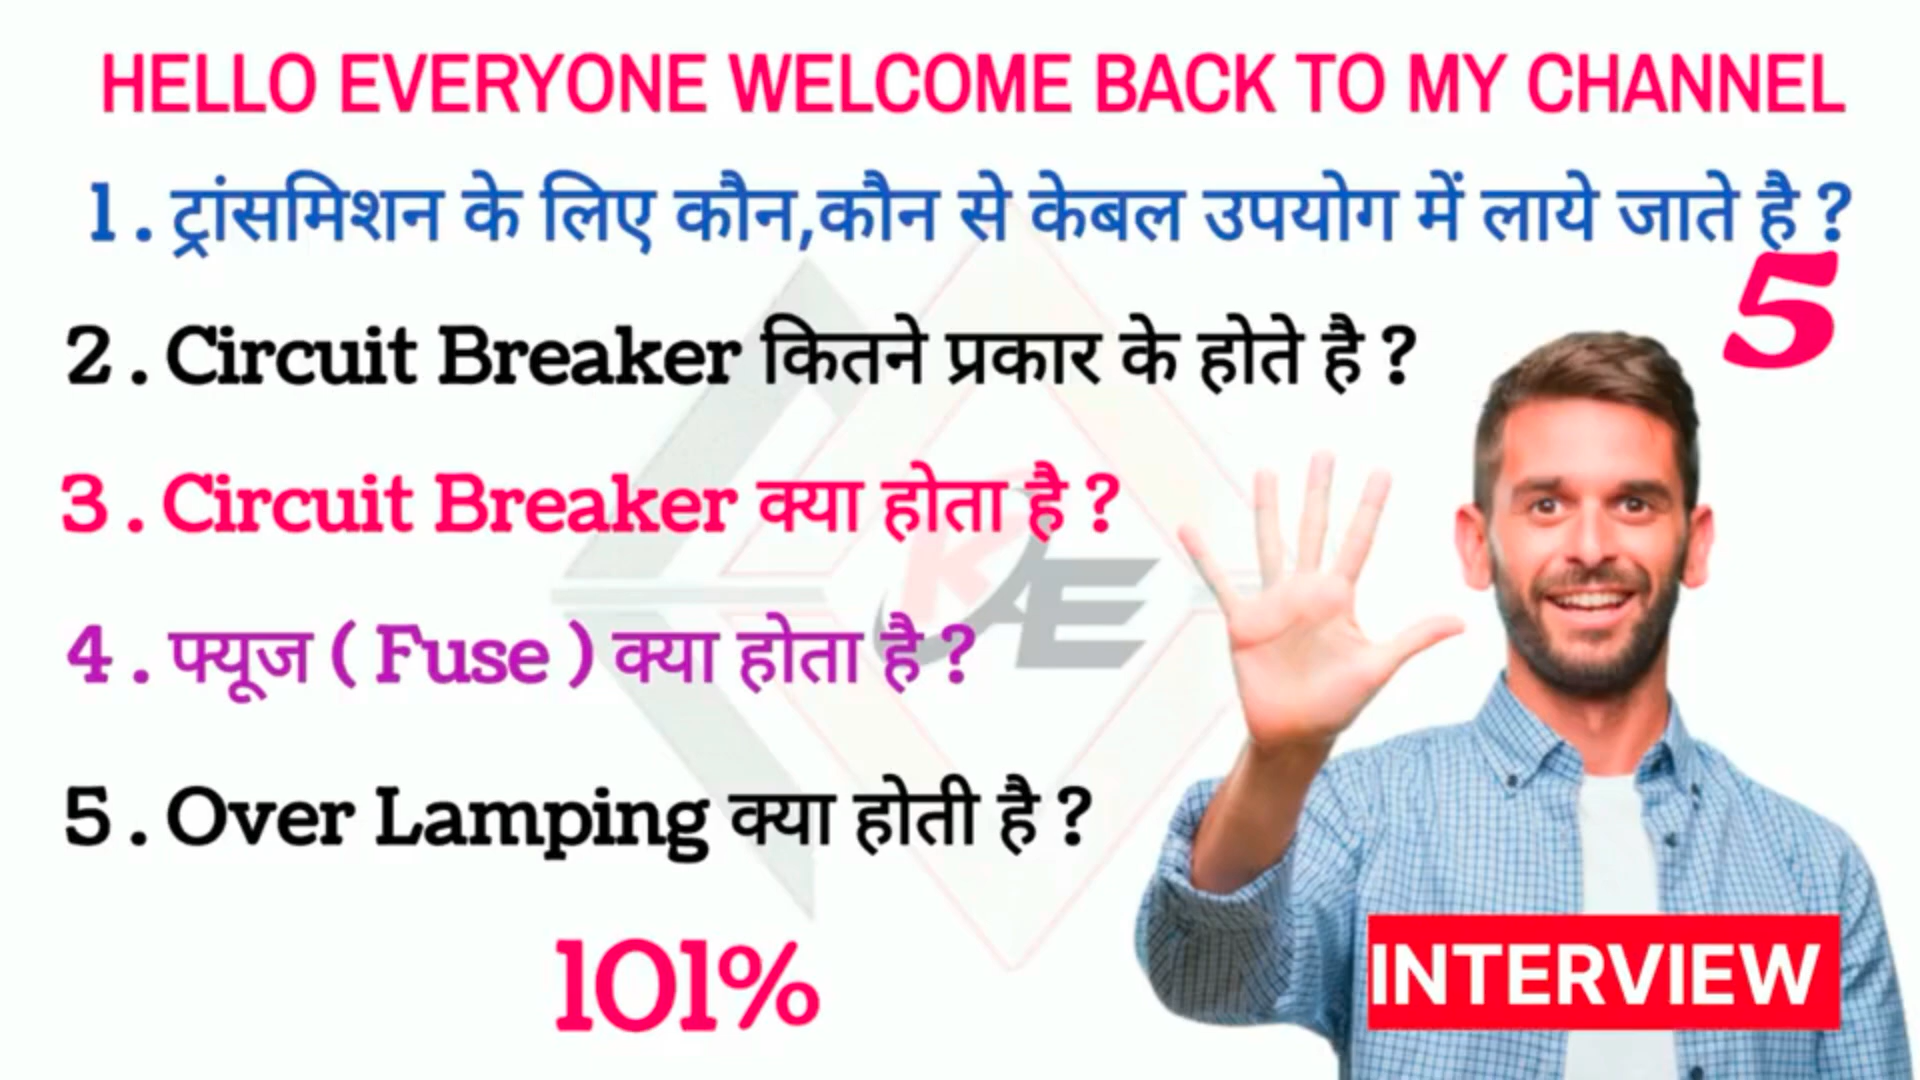 HELLO EVERYONE WELCOME BACK TO MY CHANNEL
1. ट्रांसमिशन के लिए कौन,कौन से केबल उपयोग में लाये जाते है ?
5
2. Circuit Breaker कितने प्रकार के होते है ?
3. Circuit Breaker क्या होता है ?
KAE
4. फ्यूज ( Fuse ) क्या होता है ?
5. Over Lamping क्या होती है ?
101%
INTERVIEW